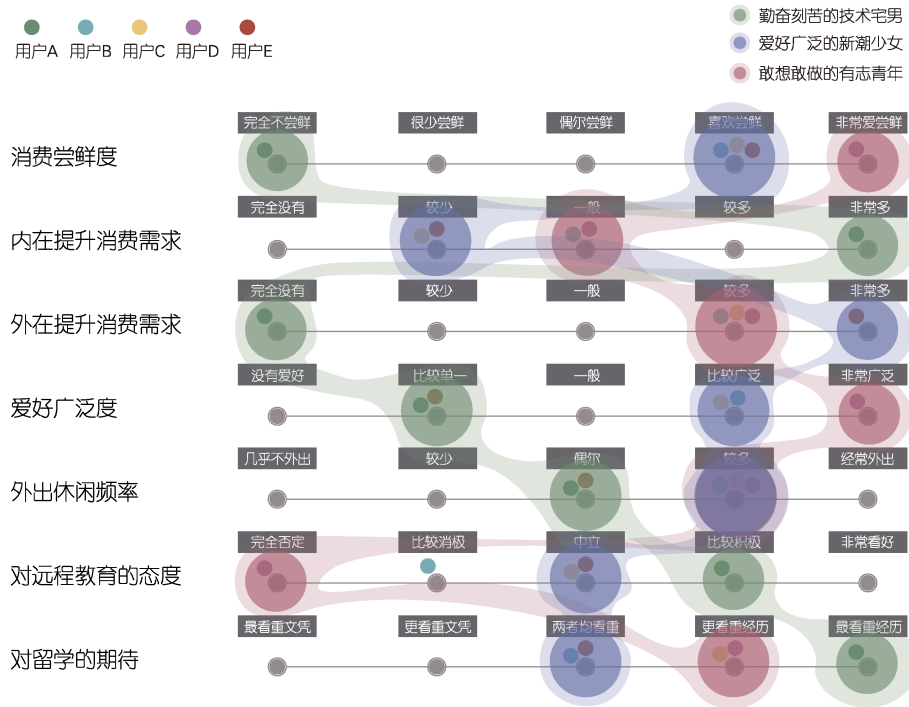 用户A 用户B 用户C 用户D 用户E
勤奋刻苦的技术宅男
爱好广泛的新潮少女
敢想敢做的有志青年
完全不尝鲜 很少尝鲜 偶尔尝鲜 喜欢尝鲜 非常爱尝鲜
消费尝鲜度
完全没有 较少 一般 较多 非常多
内在提升消费需求
完全没有 较少 一般 较多 非常多
外在提升消费需求
没有爱好 比较单一 一般 比较广泛 非常广泛
爱好广泛度
几乎不外出 较少 偶尔 较多 经常外出
外出休闲频率
完全否定 比较消极 中立 比较积极 非常看好
对远程教育的态度
最看重文凭 更看重文凭 两者均看重 更看重经历 最看重经历
对留学的期待